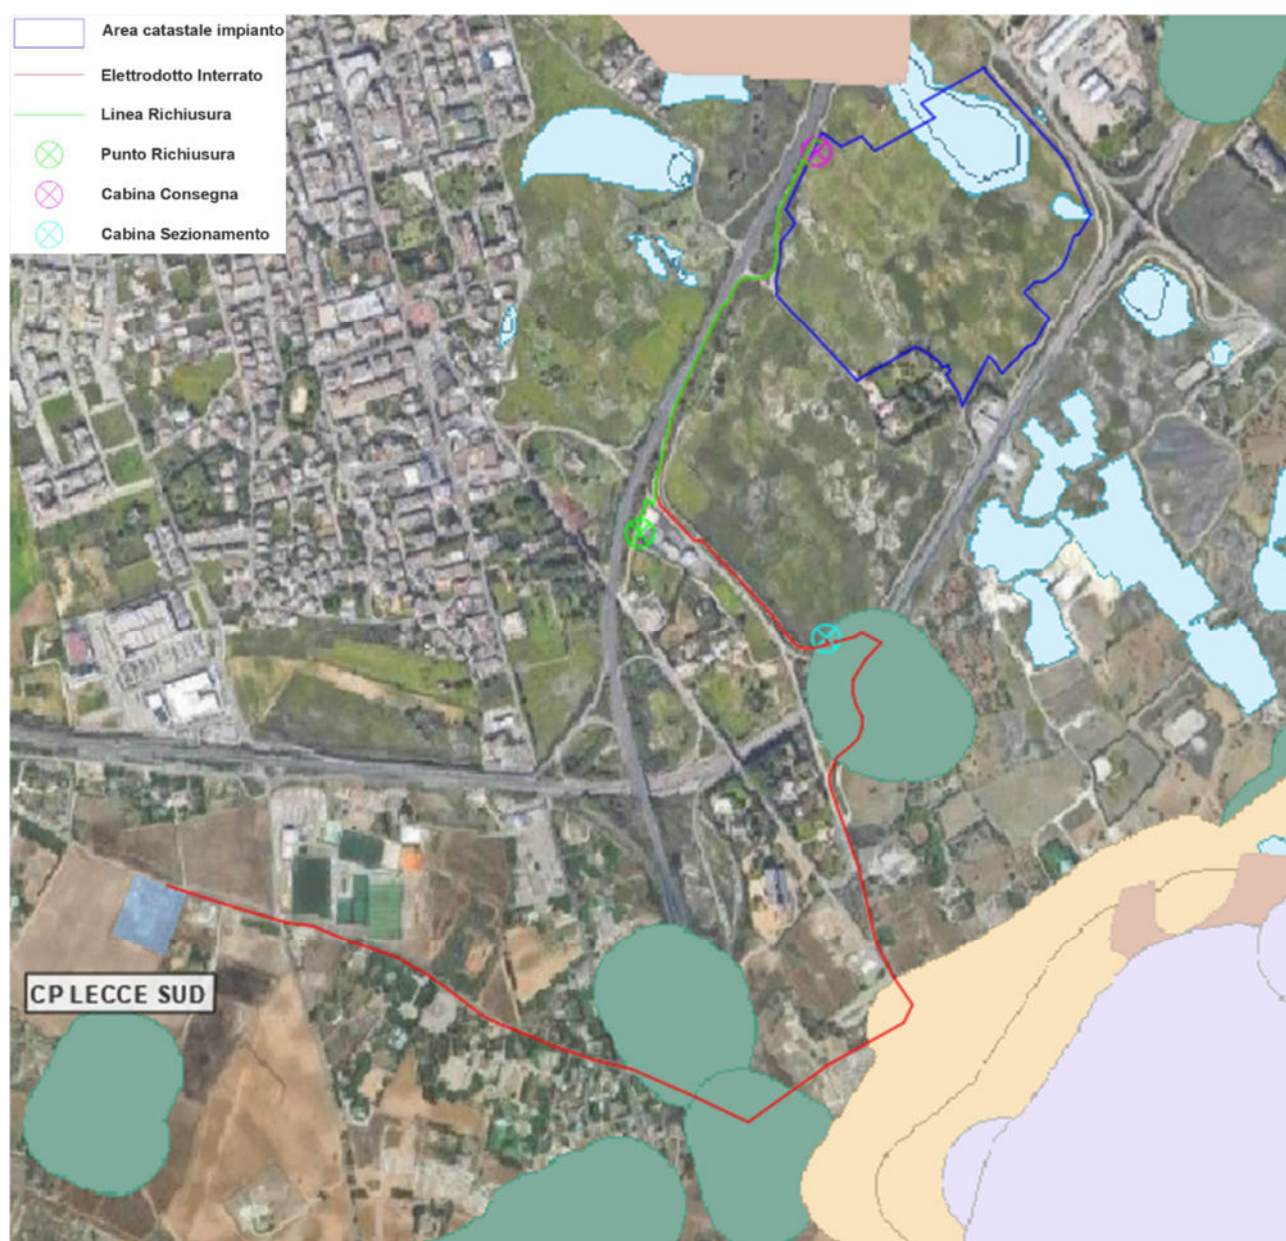 Area catastale impianto
Elettrodotto Interrato
Linea Richiusura
Punto Richiusura
Cabina Consegna
Cabina Sezionamento
CP LECCE SUD